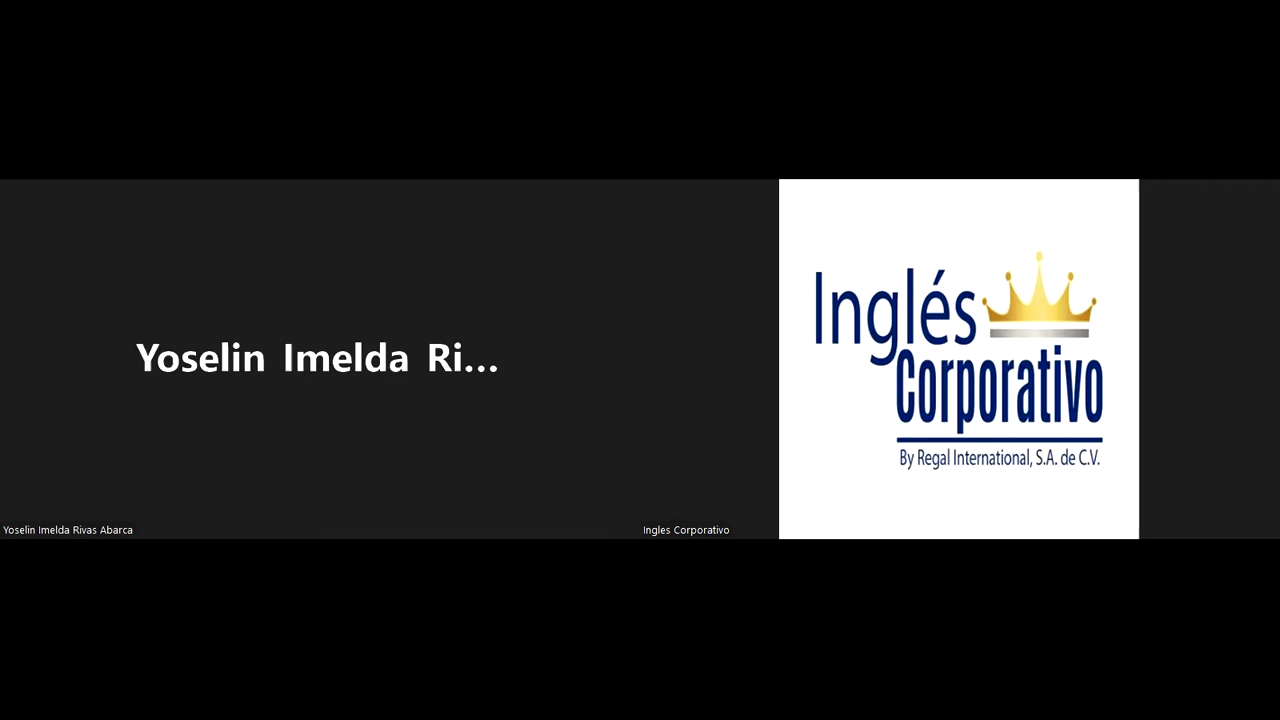 Yoselin Imelda Ri...
Yoselin Imelda Rivas Abarca
Inglés
Corporativo
By Regal International, S.A. de C.V.
Ingles Corporativo